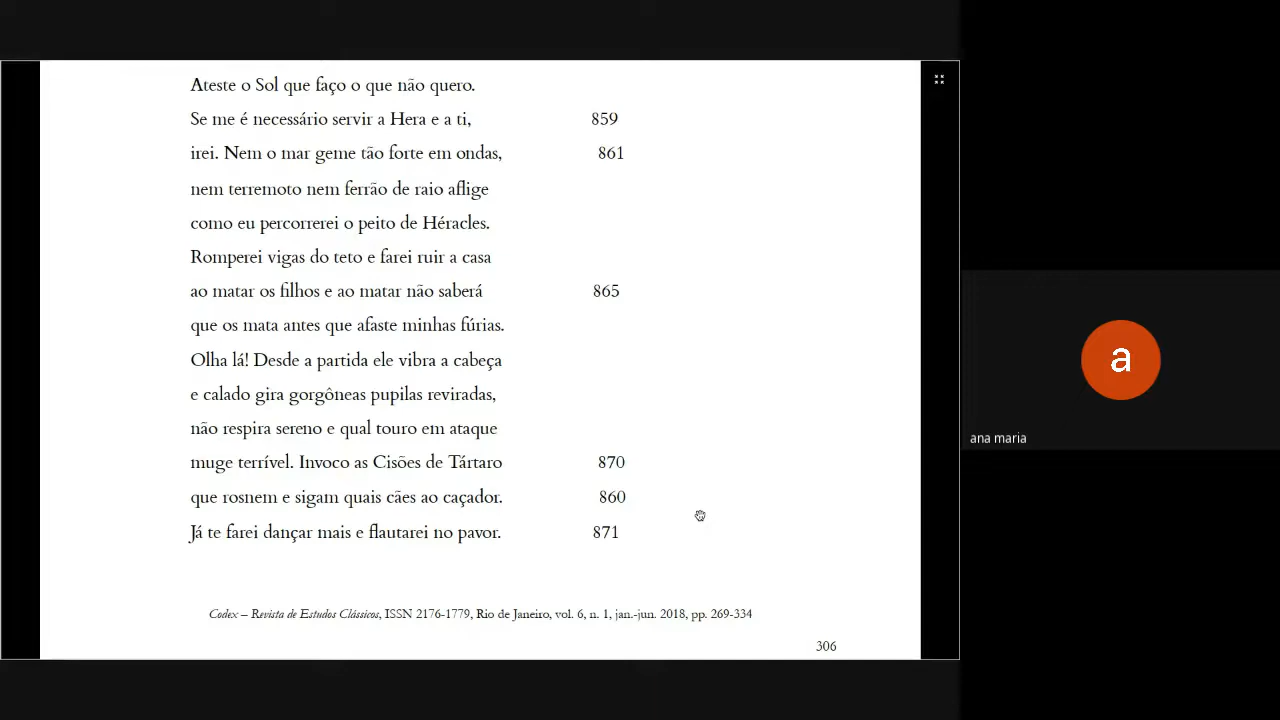 Ateste o Sol que faço o que não quero.
Se me é necessário servir a Hera e a ti, 859
irei. Nem o mar geme tão forte em ondas, 861
nem terremoto nem ferrão de raio aflige
como eu percorrerei o peito de Héracles.
Romperei vigas do teto e farei ruir a casa
ao matar os filhos e ao matar não saberá 865
que os mata antes que afaste minhas fúrias.
Olha lá! Desde a partida ele vibra a cabeça
e calado gira gorgôneas pupilas reviradas,
não respira sereno e qual touro em ataque
muge terrível. Invoco as Cisões de Tártaro 870
que rosnem e sigam quais cães ao caçador. 860
Já te farei dançar mais e flautarei no pavor. 871
Codex – Revista de Estudos Clássicos, ISSN 2176-1779, Rio de Janeiro, vol. 6, n. 1, jan.-jun. 2018, pp. 269-334
306
a
ana maria